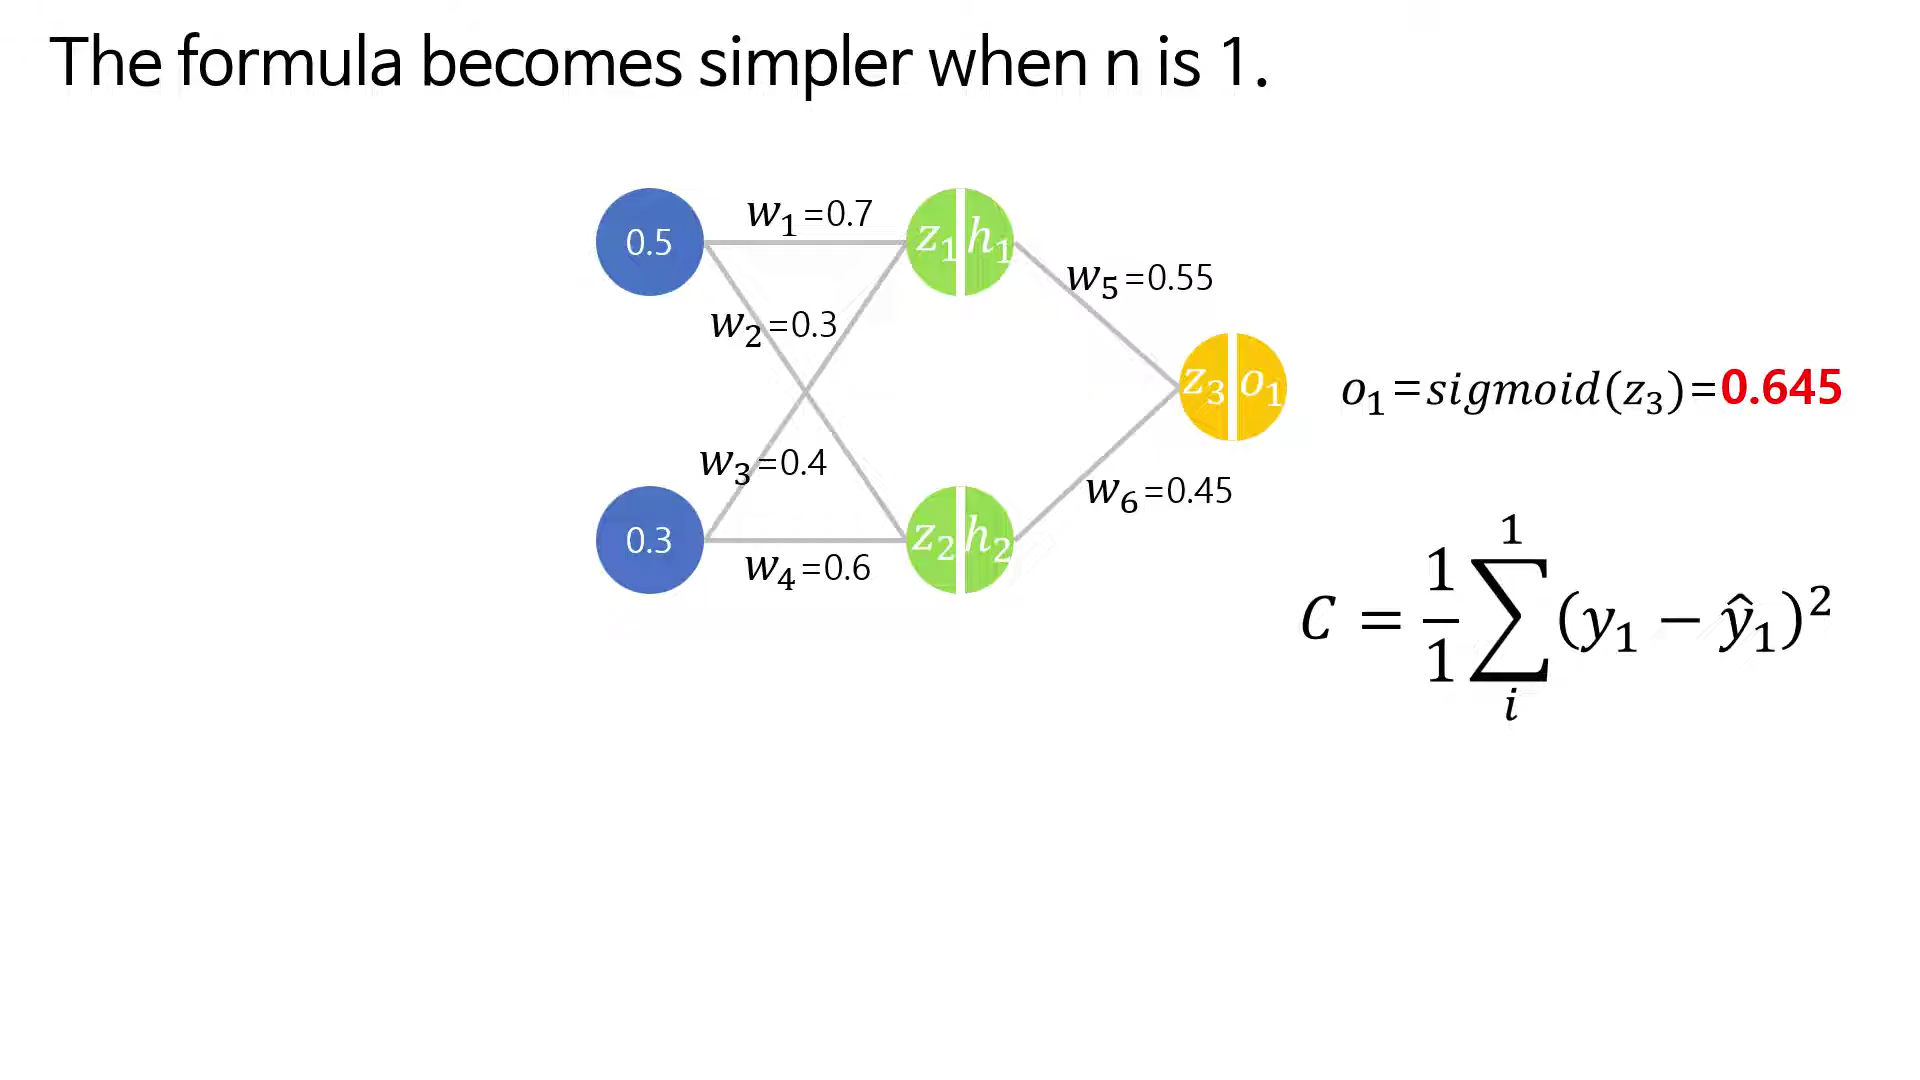 The formula becomes simpler when n is 1.
0.5
w₁=0.7
z₁ h₁
w₂=0.3
w₅=0.55
z₃ o₁
o₁=sigmoid(z₃)=0.645
w₃=0.4
w₆=0.45
0.3
w₄=0.6
z₂ h₂
C = 1/1 ∑ᵢ¹ (y₁ − ŷ₁)²